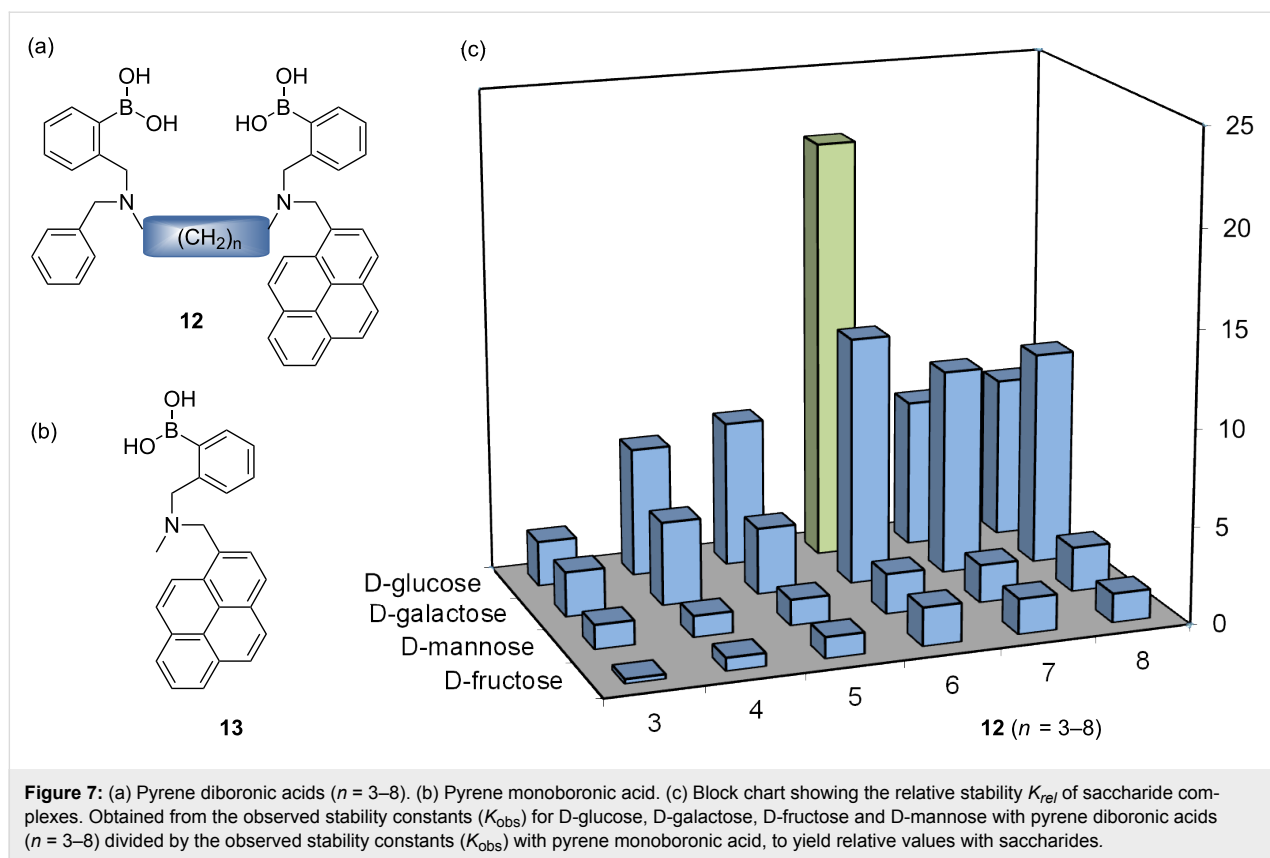 (a)
OH
B
OH
OH
HO
B
N
N
(CH2)n
12
(b)
OH
HO
B
N
13
(c)
25
20
15
10
5
0
D-glucose
D-galactose
D-mannose
D-fructose
3
4
5
6
7
8
12 (n = 3–8)
Figure 7: (a) Pyrene diboronic acids (n = 3–8). (b) Pyrene monoboronic acid. (c) Block chart showing the relative stability Krel of saccharide com-
plexes. Obtained from the observed stability constants (Kobs) for D-glucose, D-galactose, D-fructose and D-mannose with pyrene diboronic acids
(n = 3–8) divided by the observed stability constants (Kobs) with pyrene monoboronic acid, to yield relative values with saccharides.